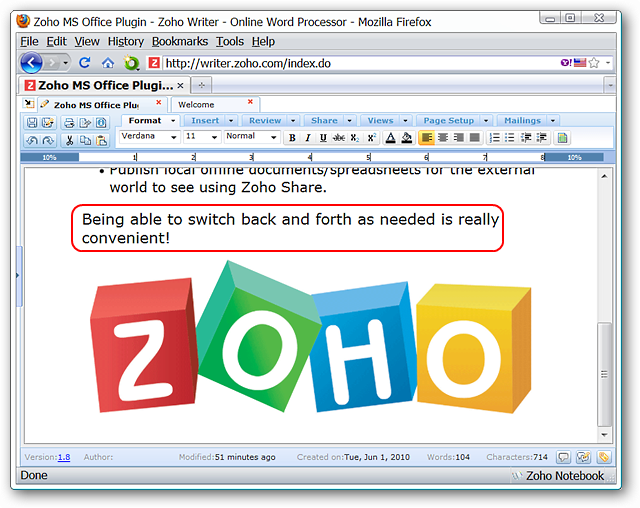 Zoho MS Office Plugin - Zoho Writer - Online Word Processor - Mozilla Firefox
File Edit View History Bookmarks Tools Help
http://writer.zoho.com/index.do
Zoho MS Office Plugi...
Zoho MS Office Plu Welcome
Format Insert Review Share Views Page Setup Mailings
Verdana 11 Normal B I U abc X₂ X² A
10% 1 2 3 4 5 6 7 8 10%
• Publish local offline documents/spreadsheets for the external
world to see using Zoho Share.
Being able to switch back and forth as needed is really
convenient!
ZOHO
Version:1.8 Author: Modified:51 minutes ago Created on:Tue, Jun 1, 2010 Words:104 Characters:714
Done Zoho Notebook